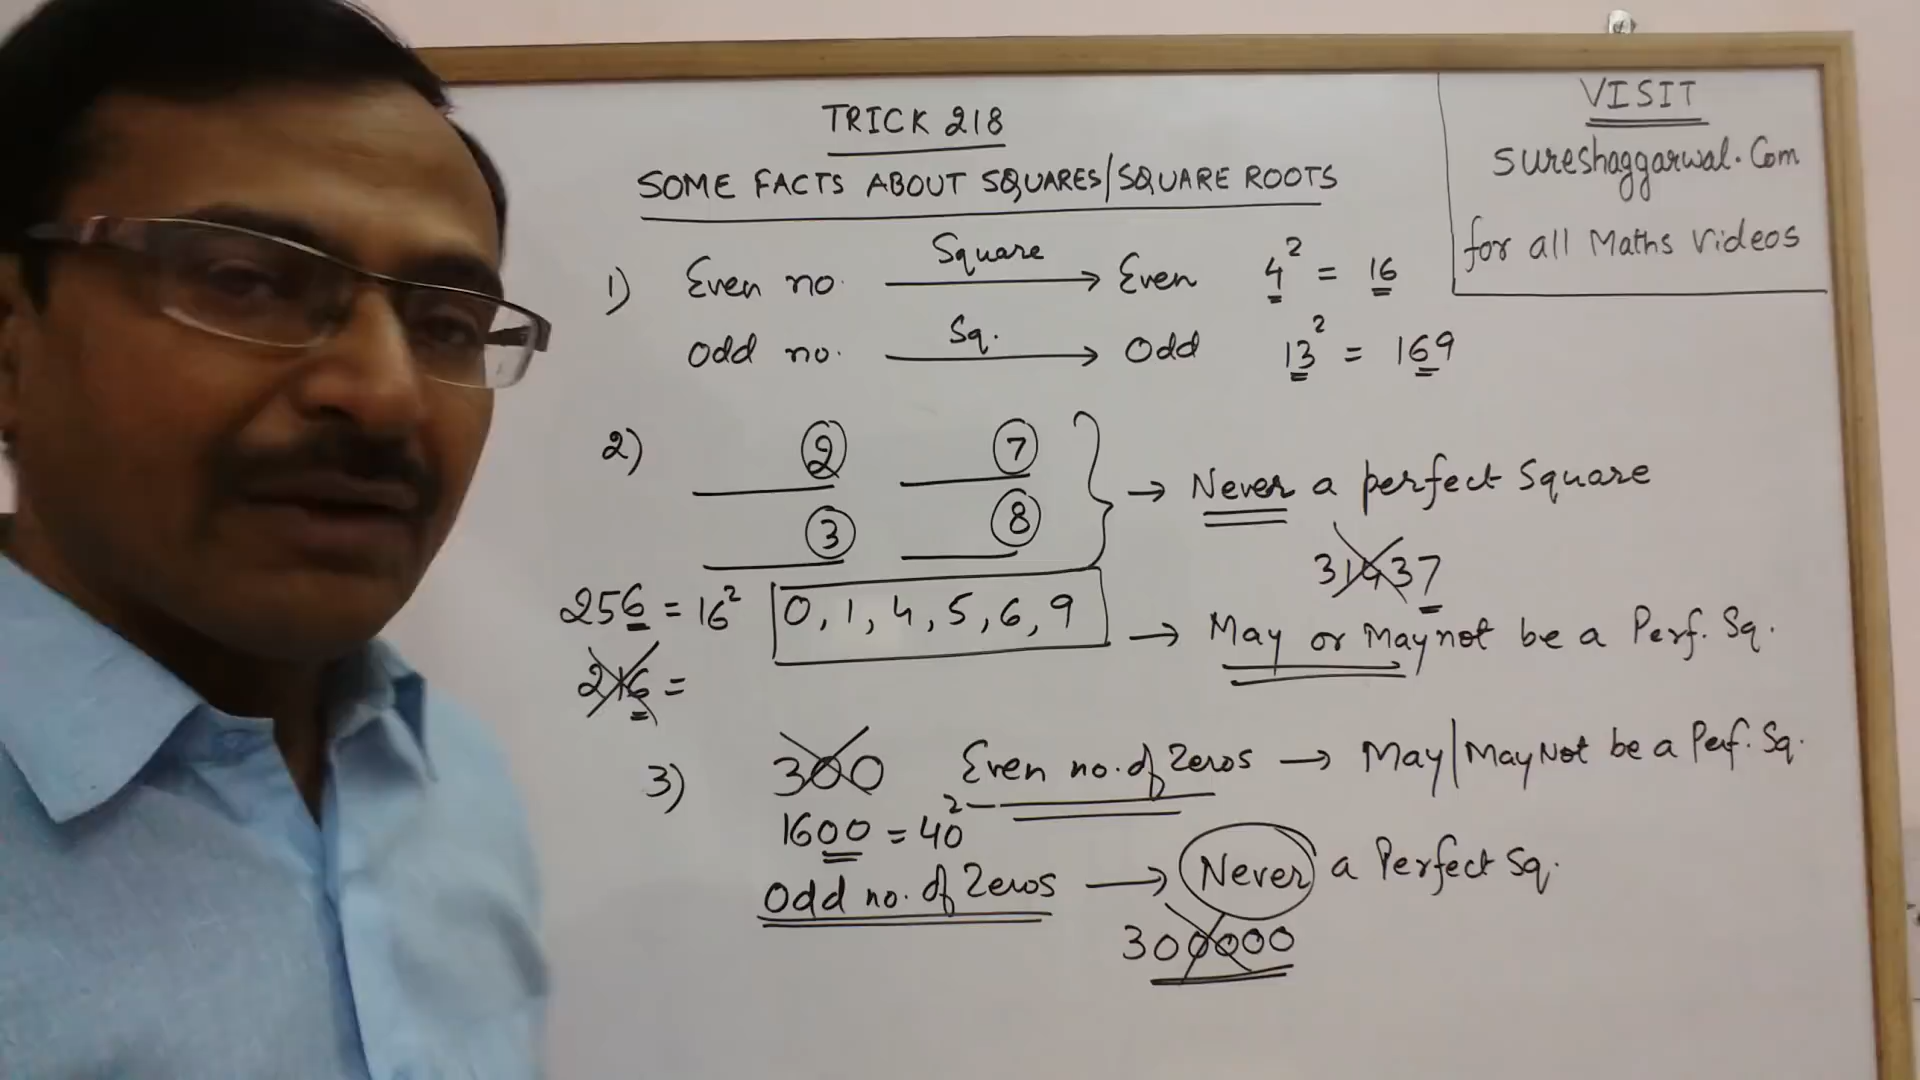 TRICK 218
SOME FACTS ABOUT SQUARES/SQUARE ROOTS
VISIT
sureshaggarwal.Com
for all Maths Videos
1) Even no. Square → Even 4² = 16
Odd no. Sq. → Odd 13² = 169
2) 2 7
3 8
→ Never a perfect Square
31437
256 = 16² 0, 1, 4, 5, 6, 9 → May or May not be a Perf. Sq.
216 =
3) 300 Even no. of Zeros → May/May Not be a Perf. Sq.
1600 = 40²
Odd no. of Zeros → Never a Perfect Sq.
300000